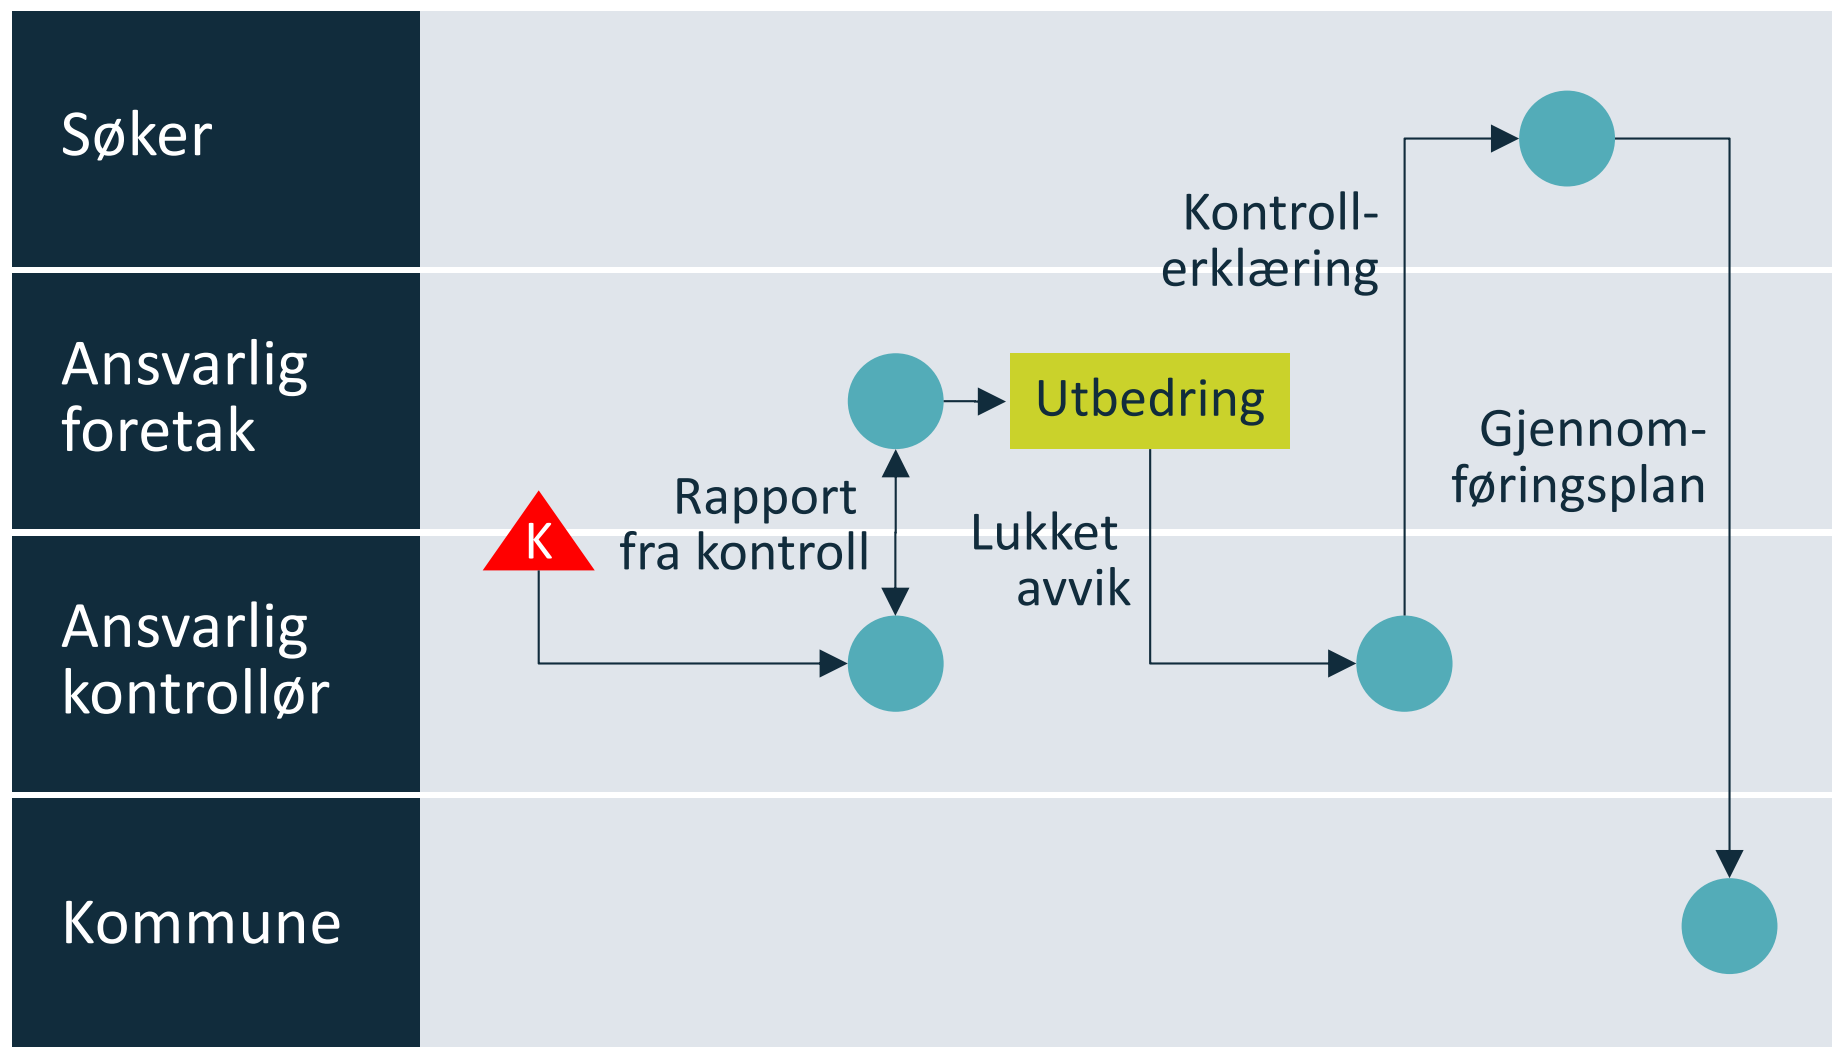 Søker
Kontroll-
erklæring
Ansvarlig
foretak
Utbedring
Gjennom-
føringsplan
Rapport
fra kontroll
K
Lukket
avvik
Ansvarlig
kontrollør
Kommune